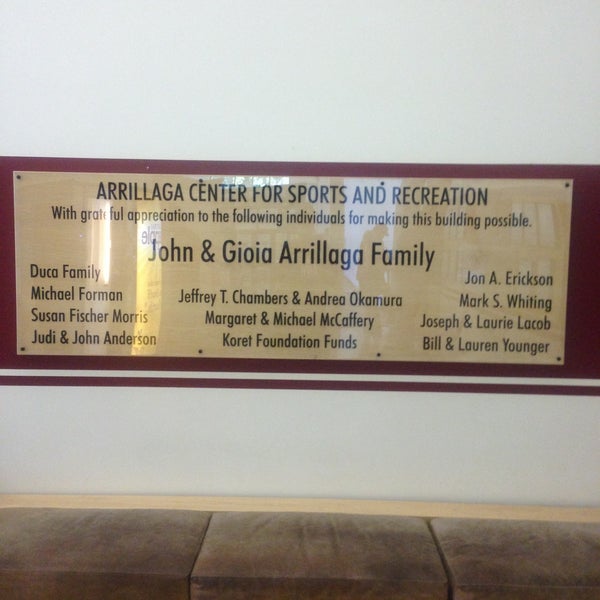 ARRILLAGA CENTER FOR SPORTS AND RECREATION
With grateful appreciation to the following individuals for making this building possible.
John & Gioia Arrillaga Family
Duca Family
Michael Forman
Susan Fischer Morris
Judi & John Anderson
Jeffrey T. Chambers & Andrea Okamura
Margaret & Michael McCaffery
Koret Foundation Funds
Jon A. Erickson
Mark S. Whiting
Joseph & Laurie Lacob
Bill & Lauren Younger